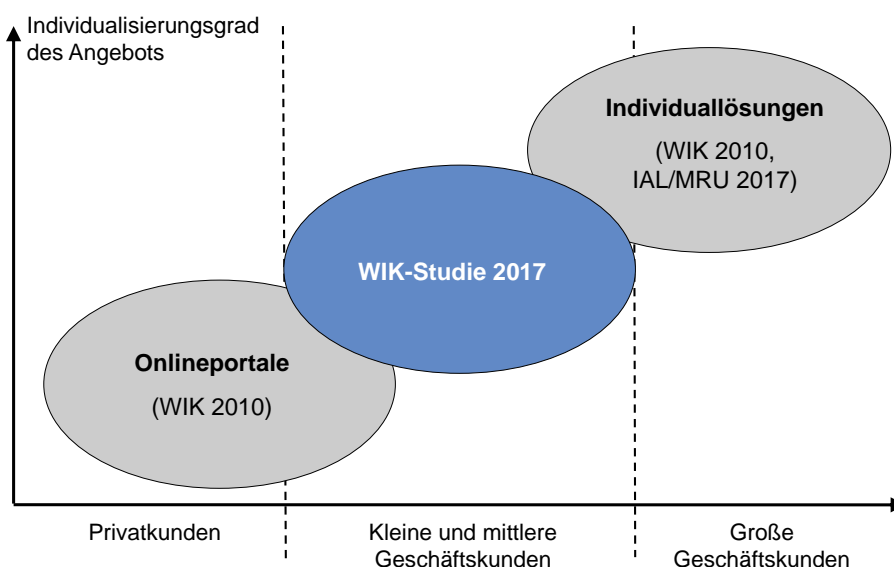 Individualisierungsgrad
des Angebots
Individuallösungen
(WIK 2010,
IAL/MRU 2017)
WIK-Studie 2017
Onlineportale
(WIK 2010)
Privatkunden
Kleine und mittlere
Geschäftskunden
Große
Geschäftskunden